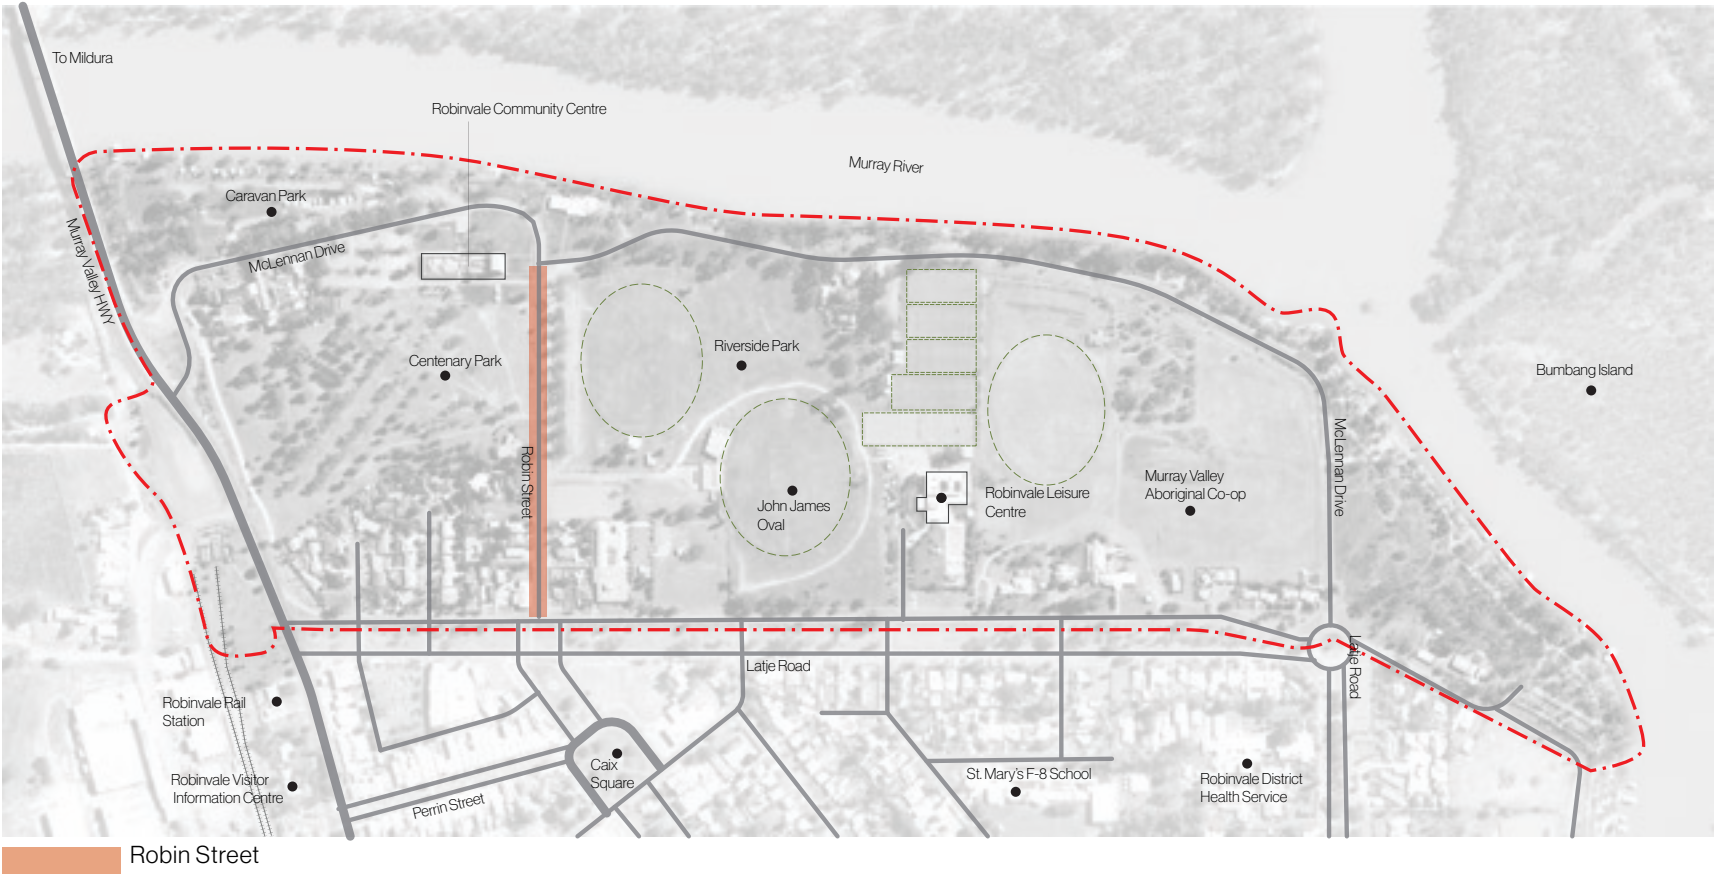 To Mildura
Robinvale Community Centre
Murray River
Caravan Park
McLennan Drive
Murray Valley HWY
Centenary Park
Riverside Park
Bumbang Island
Robin Street
John James
Oval
Robinvale Leisure
Centre
Murray Valley
Aboriginal Co-op
McLennan Drive
Latje Road
Latje Road
Robinvale Rail
Station
Caix
Square
Robinvale Visitor
Information Centre
Perrin Street
St. Mary's F-8 School
Robinvale District
Health Service
Robin Street